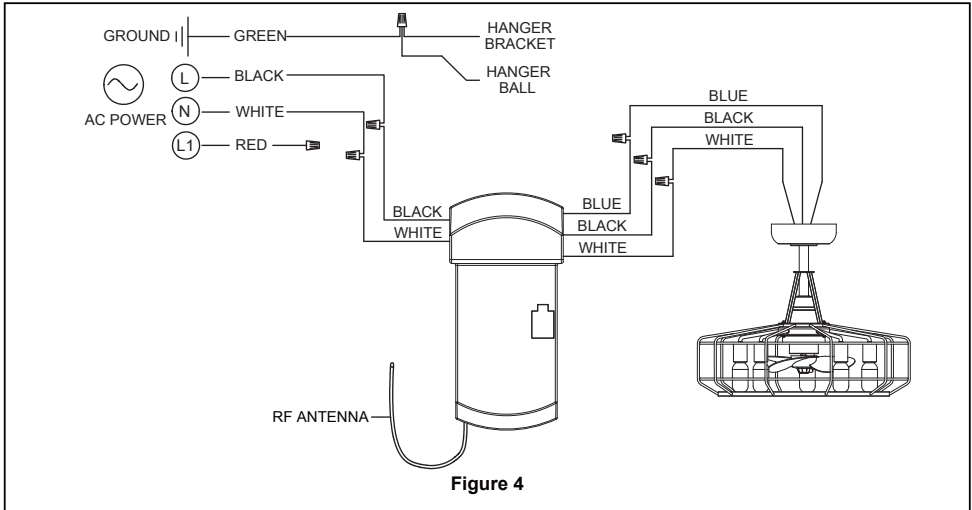 GROUND
GREEN
HANGER
BRACKET
HANGER
BALL
L
BLACK
AC POWER
N
WHITE
L1
RED
BLUE
BLACK
WHITE
BLACK
WHITE
BLUE
BLACK
WHITE
RF ANTENNA
Figure 4